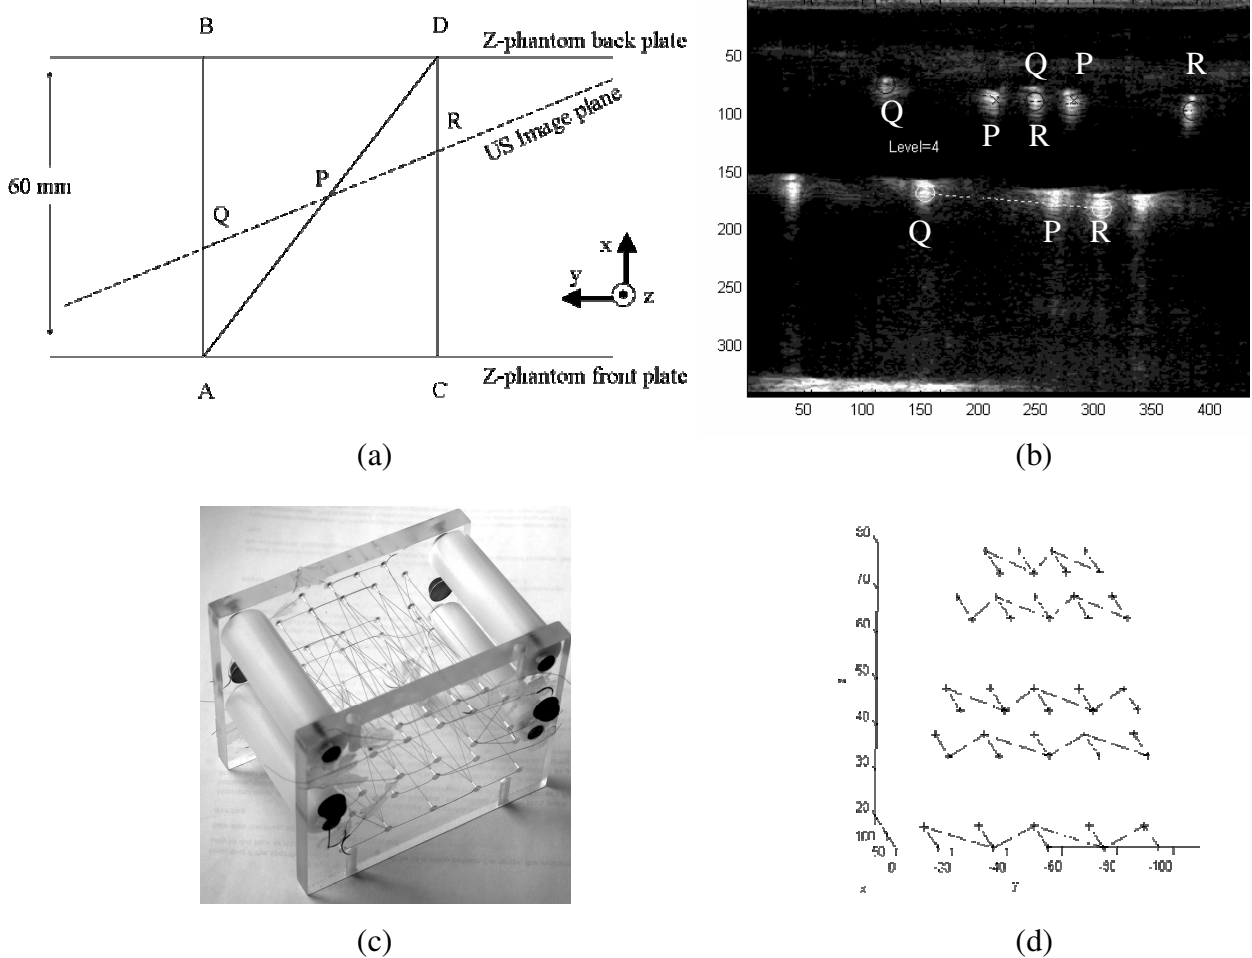 B
D
Z-phantom back plate
R
US Image plane
60 mm
P
Q
x
y
z
Z-phantom front plate
A
C
(a)
50
100
150
200
250
300
Q P R
Q
P R
Level=4
Q P R
50 100 150 200 250 300 350 400
(b)
(c)
80
70
60
50
40
30
20
100
50
0
x
-20 -40 -60 -80 -100
(d)